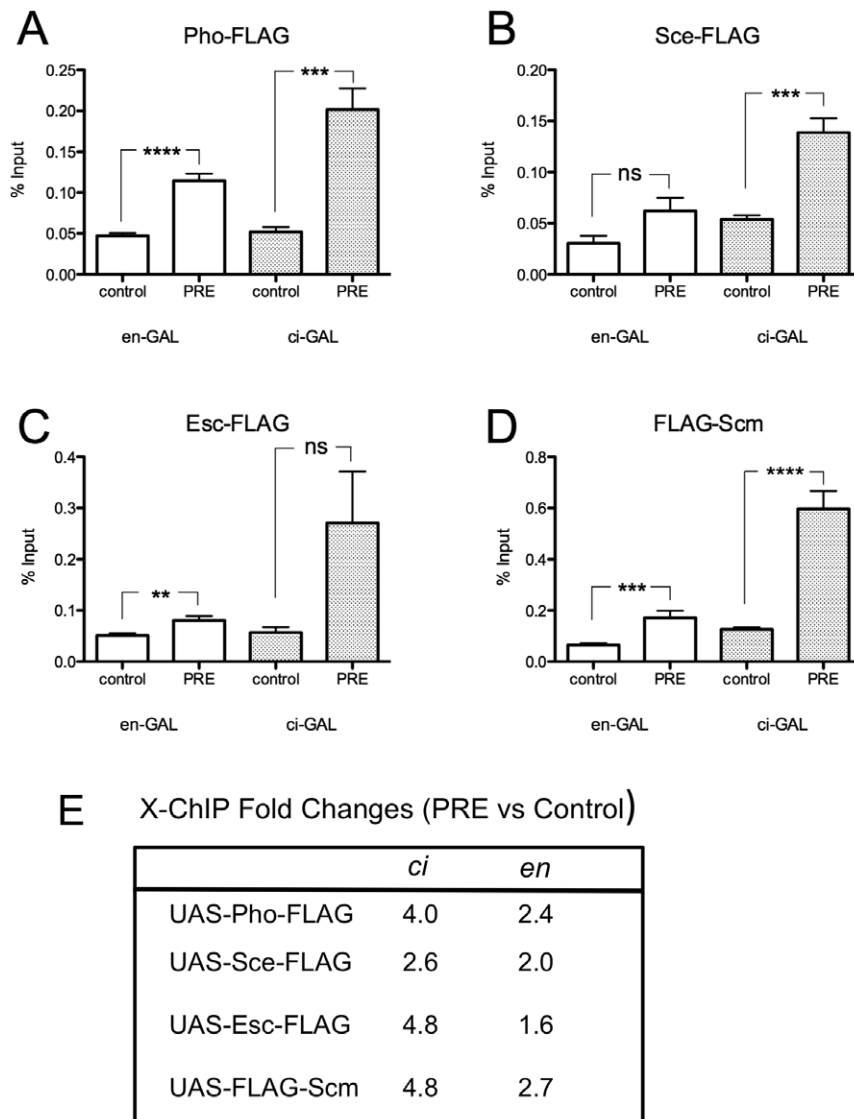 A
Pho-FLAG
0.25
0.20
0.15
0.10
0.05
0.00
% Input
****
***
control
PRE
control
PRE
en-GAL
ci-GAL
B
Sce-FLAG
0.20
0.15
0.10
0.05
0.00
% Input
ns
***
control
PRE
control
PRE
en-GAL
ci-GAL
C
Esc-FLAG
0.4
0.3
0.2
0.1
0.0
% Input
**
ns
control
PRE
control
PRE
en-GAL
ci-GAL
D
FLAG-Scm
0.8
0.6
0.4
0.2
0.0
% Input
***
****
control
PRE
control
PRE
en-GAL
ci-GAL
E X-ChIP Fold Changes (PRE vs Control)
ci en
UAS-Pho-FLAG 4.0 2.4
UAS-Sce-FLAG 2.6 2.0
UAS-Esc-FLAG 4.8 1.6
UAS-FLAG-Scm 4.8 2.7